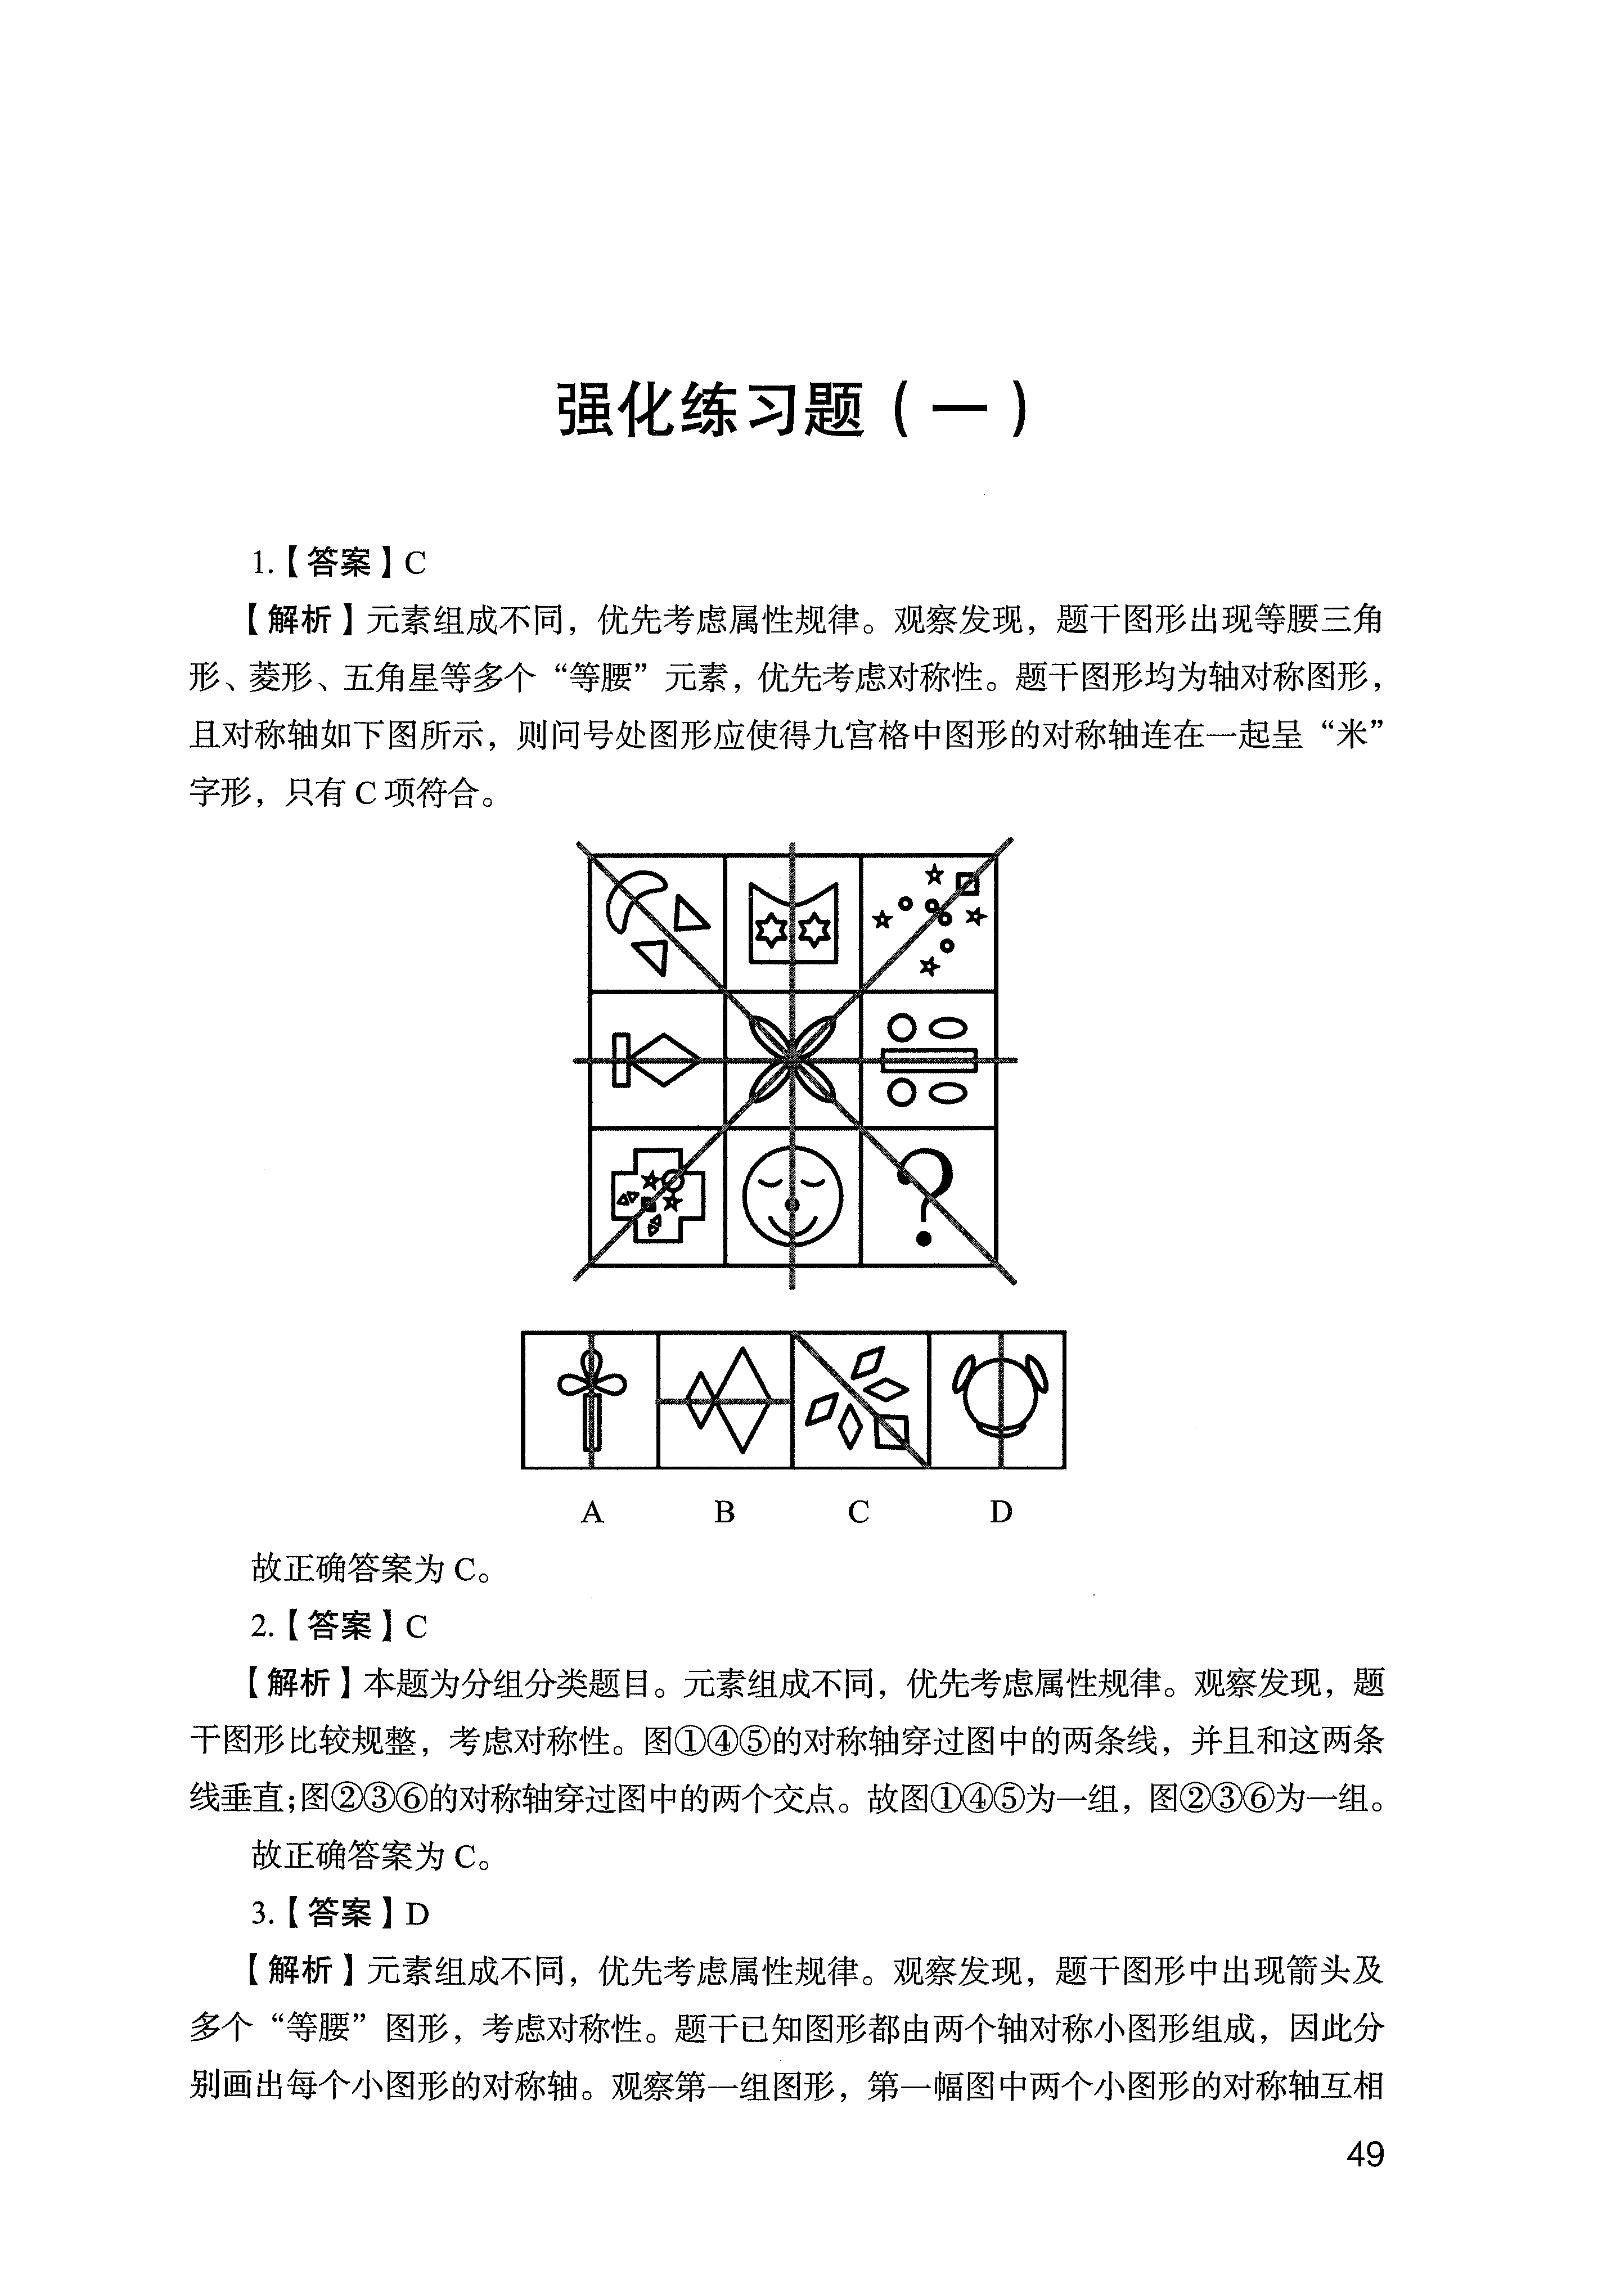 强化练习题(一)
1.【答案】C
【解析】元素组成不同，优先考虑属性规律。观察发现，题干图形出现等腰三角
形、菱形、五角星等多个“等腰”元素，优先考虑对称性。题干图形均为轴对称图形，
且对称轴如下图所示，则问号处图形应使得九宫格中图形的对称轴连在一起呈“米”
字形，只有C项符合。
?
A B C D
故正确答案为C。
2.【答案】C
【解析】本题为分组分类题目。元素组成不同，优先考虑属性规律。观察发现，题
干图形比较规整，考虑对称性。图①④⑤的对称轴穿过图中的两条线，并且和这两条
线垂直;图②③⑥的对称轴穿过图中的两个交点。故图①④⑤为一组，图②③⑥为一组。
故正确答案为C。
3.【答案】D
【解析】元素组成不同，优先考虑属性规律。观察发现，题干图形中出现箭头及
多个“等腰”图形，考虑对称性。题干已知图形都由两个轴对称小图形组成，因此分
别画出每个小图形的对称轴。观察第一组图形，第一幅图中两个小图形的对称轴互相
49